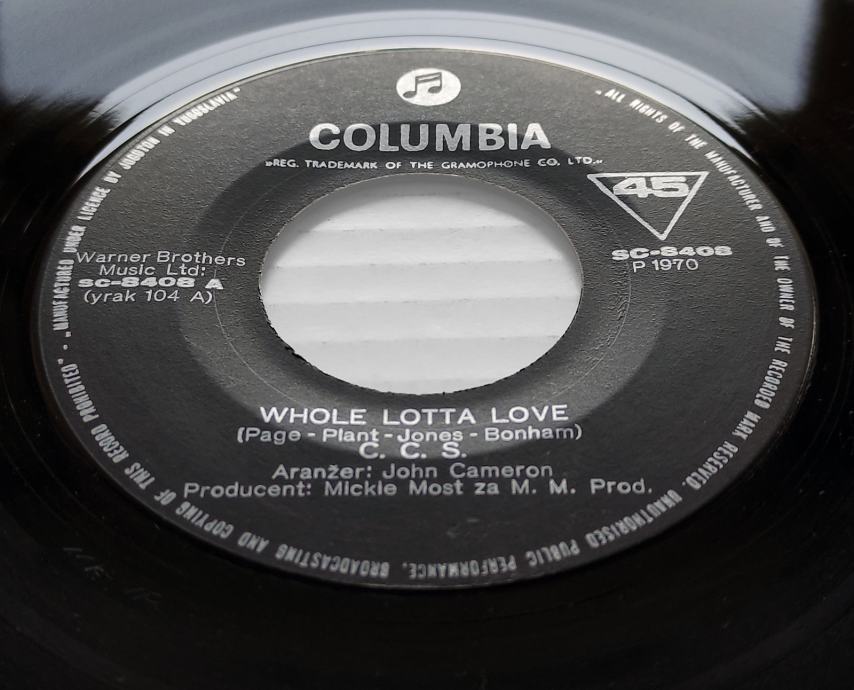 COLUMBIA
„REG. TRADEMARK OF THE GRAMOPHONE CO. LTD.“
45
SC-8408
P 1970
Warner Brothers
Music Ltd:
SC-8408 A
(yrak 104 A)
WHOLE LOTTA LOVE
(Page - Plant - Jones - Bonham)
C. C. S.
Aranžer: John Cameron
Producent: Mickie Most za M. M. Prod.
„MANUFACTURED UNDER LICENCE BY JUGOTON IN YUGOSLAVIA“
„ALL RIGHTS OF THE MANUFACTURER AND OF THE OWNER OF THE RECORDED WARK RESERVED. UNAUTHORISED PUBLIC PERFORMANCE, BROADCASTING AND COPYING OF THIS RECORD PROHIBITED“ -